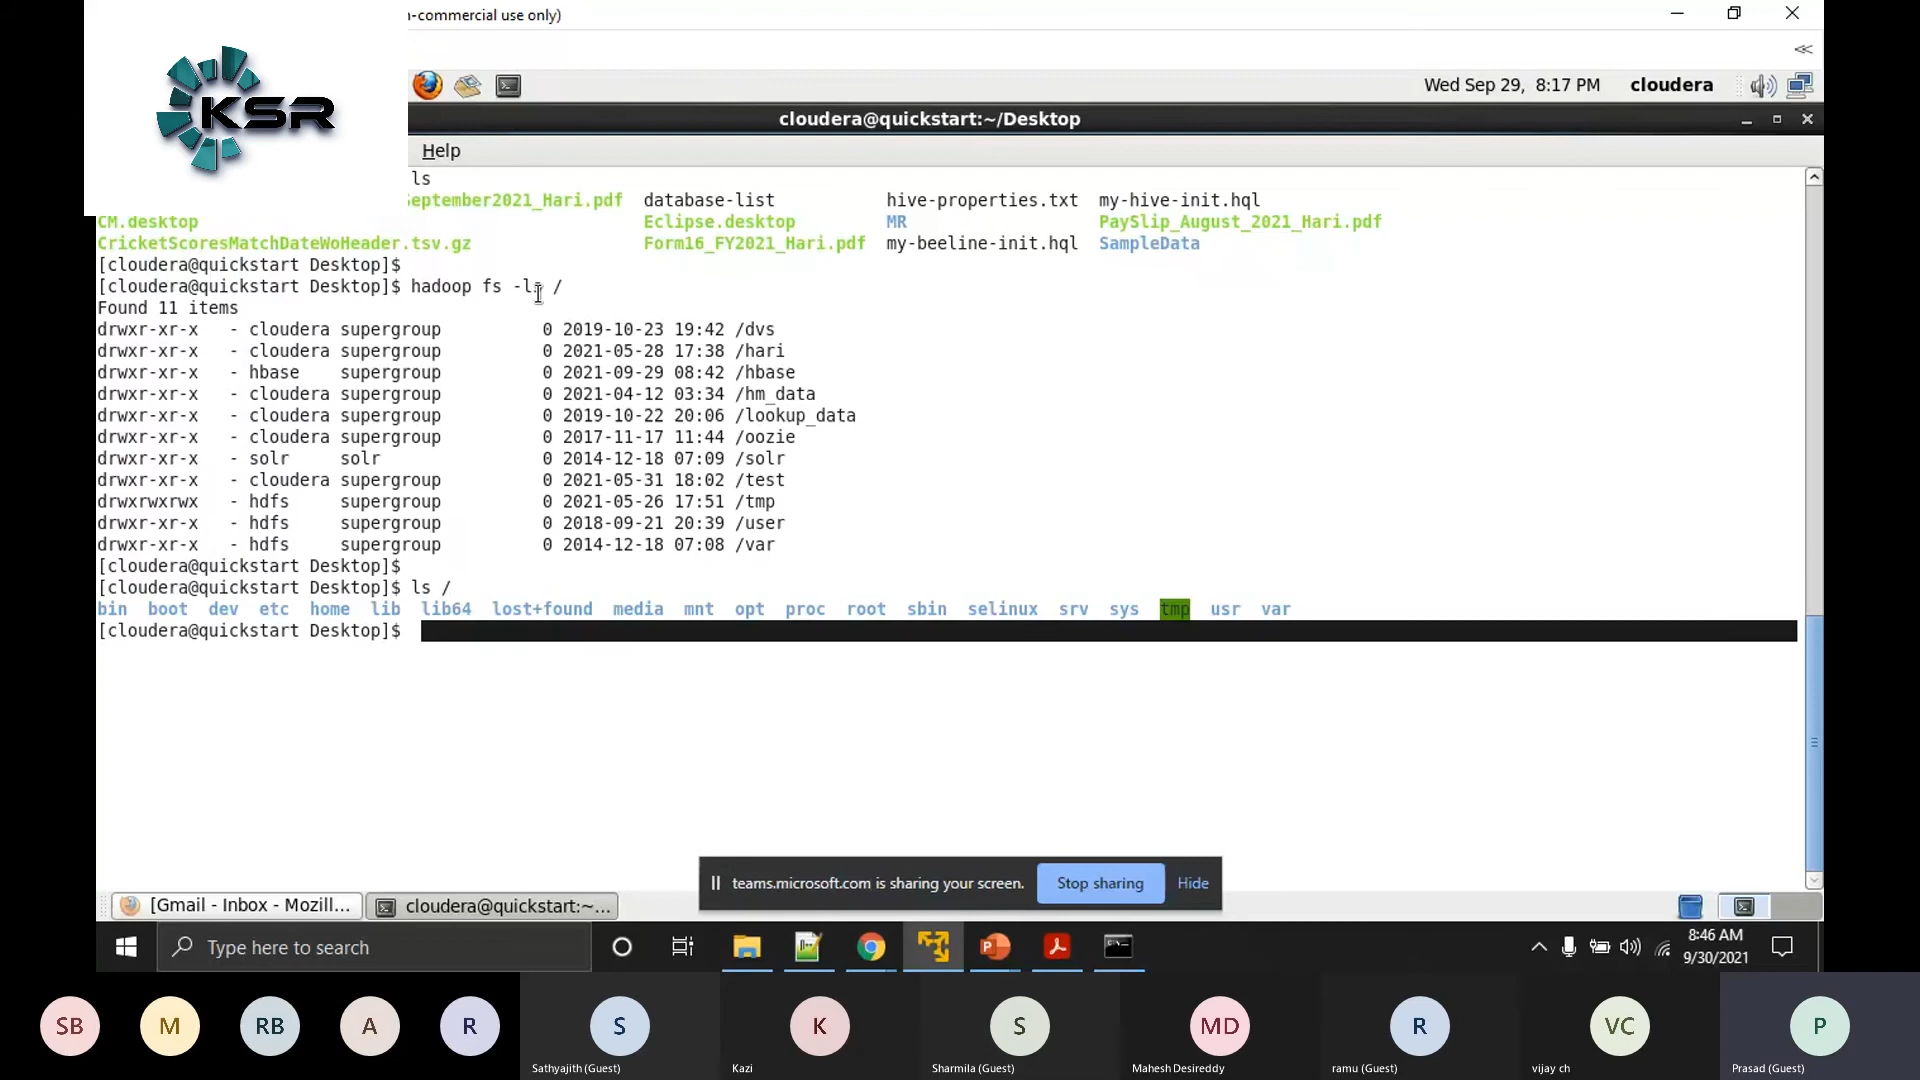 n-commercial use only)
KSR
Wed Sep 29, 8:17 PM cloudera
cloudera@quickstart:~/Desktop
Help
ls
September2021_Hari.pdf database-list hive-properties.txt my-hive-init.hql
CM.desktop Eclipse.desktop MR PaySlip_August_2021_Hari.pdf
CricketScoresMatchDateWoHeader.tsv.gz Form16_FY2021_Hari.pdf my-beeline-init.hql SampleData
[cloudera@quickstart Desktop]$
[cloudera@quickstart Desktop]$ hadoop fs -ls /
Found 11 items
drwxr-xr-x - cloudera supergroup 0 2019-10-23 19:42 /dvs
drwxr-xr-x - cloudera supergroup 0 2021-05-28 17:38 /hari
drwxr-xr-x - hbase supergroup 0 2021-09-29 08:42 /hbase
drwxr-xr-x - cloudera supergroup 0 2021-04-12 03:34 /hm_data
drwxr-xr-x - cloudera supergroup 0 2019-10-22 20:06 /lookup_data
drwxr-xr-x - cloudera supergroup 0 2017-11-17 11:44 /oozie
drwxr-xr-x - solr solr 0 2014-12-18 07:09 /solr
drwxr-xr-x - cloudera supergroup 0 2021-05-31 18:02 /test
drwxrwxrwx - hdfs supergroup 0 2021-05-26 17:51 /tmp
drwxr-xr-x - hdfs supergroup 0 2018-09-21 20:39 /user
drwxr-xr-x - hdfs supergroup 0 2014-12-18 07:08 /var
[cloudera@quickstart Desktop]$
[cloudera@quickstart Desktop]$ ls /
bin boot dev etc home lib lib64 lost+found media mnt opt proc root sbin selinux srv sys tmp usr var
[cloudera@quickstart Desktop]$
teams.microsoft.com is sharing your screen. Stop sharing Hide
[Gmail - Inbox - Mozill... cloudera@quickstart:~...
Type here to search
8:46 AM
9/30/2021
SB M RB A R S K S MD R VC P
Sathyajith (Guest) Kazi Sharmila (Guest) Mahesh Desireddy ramu (Guest) vijay ch Prasad (Guest)